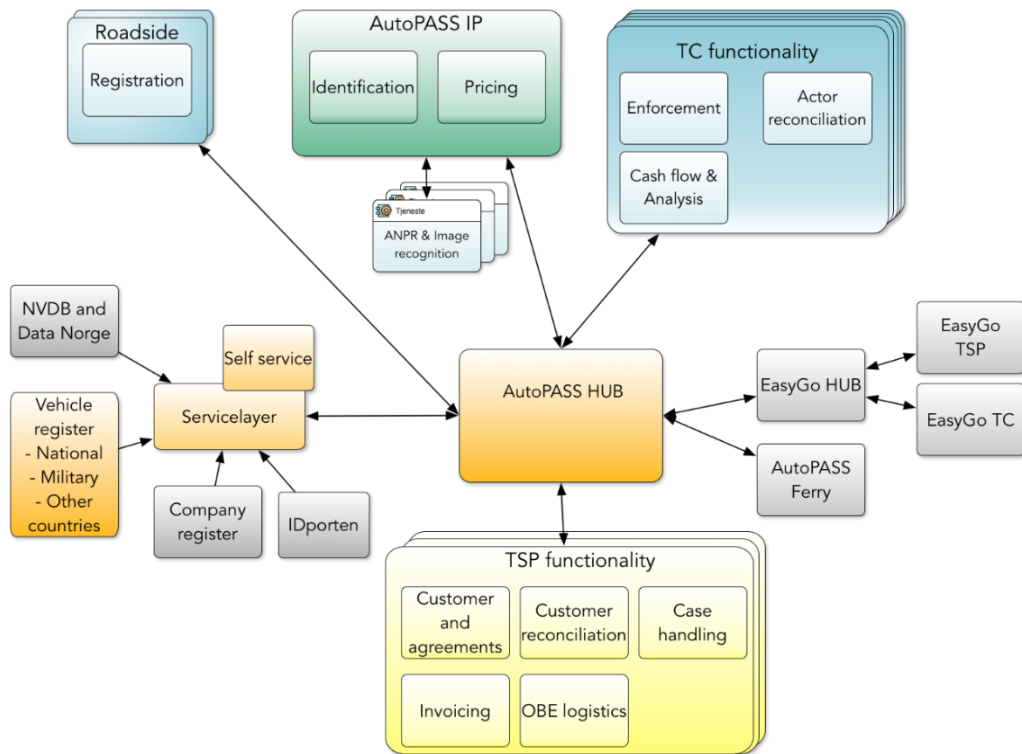 Roadside
Registration
AutoPASS IP
Identification
Pricing
TC functionality
Enforcement
Actor
reconciliation
Cash flow &
Analysis
Tjeneste
ANPR & Image
recognition
NVDB and
Data Norge
Self service
Servicelayer
Vehicle
register
- National
- Military
- Other
countries
Company
register
IDporten
AutoPASS HUB
EasyGo HUB
EasyGo
TSP
EasyGo TC
AutoPASS
Ferry
TSP functionality
Customer
and
agreements
Customer
reconciliation
Case
handling
Invoicing
OBE logistics